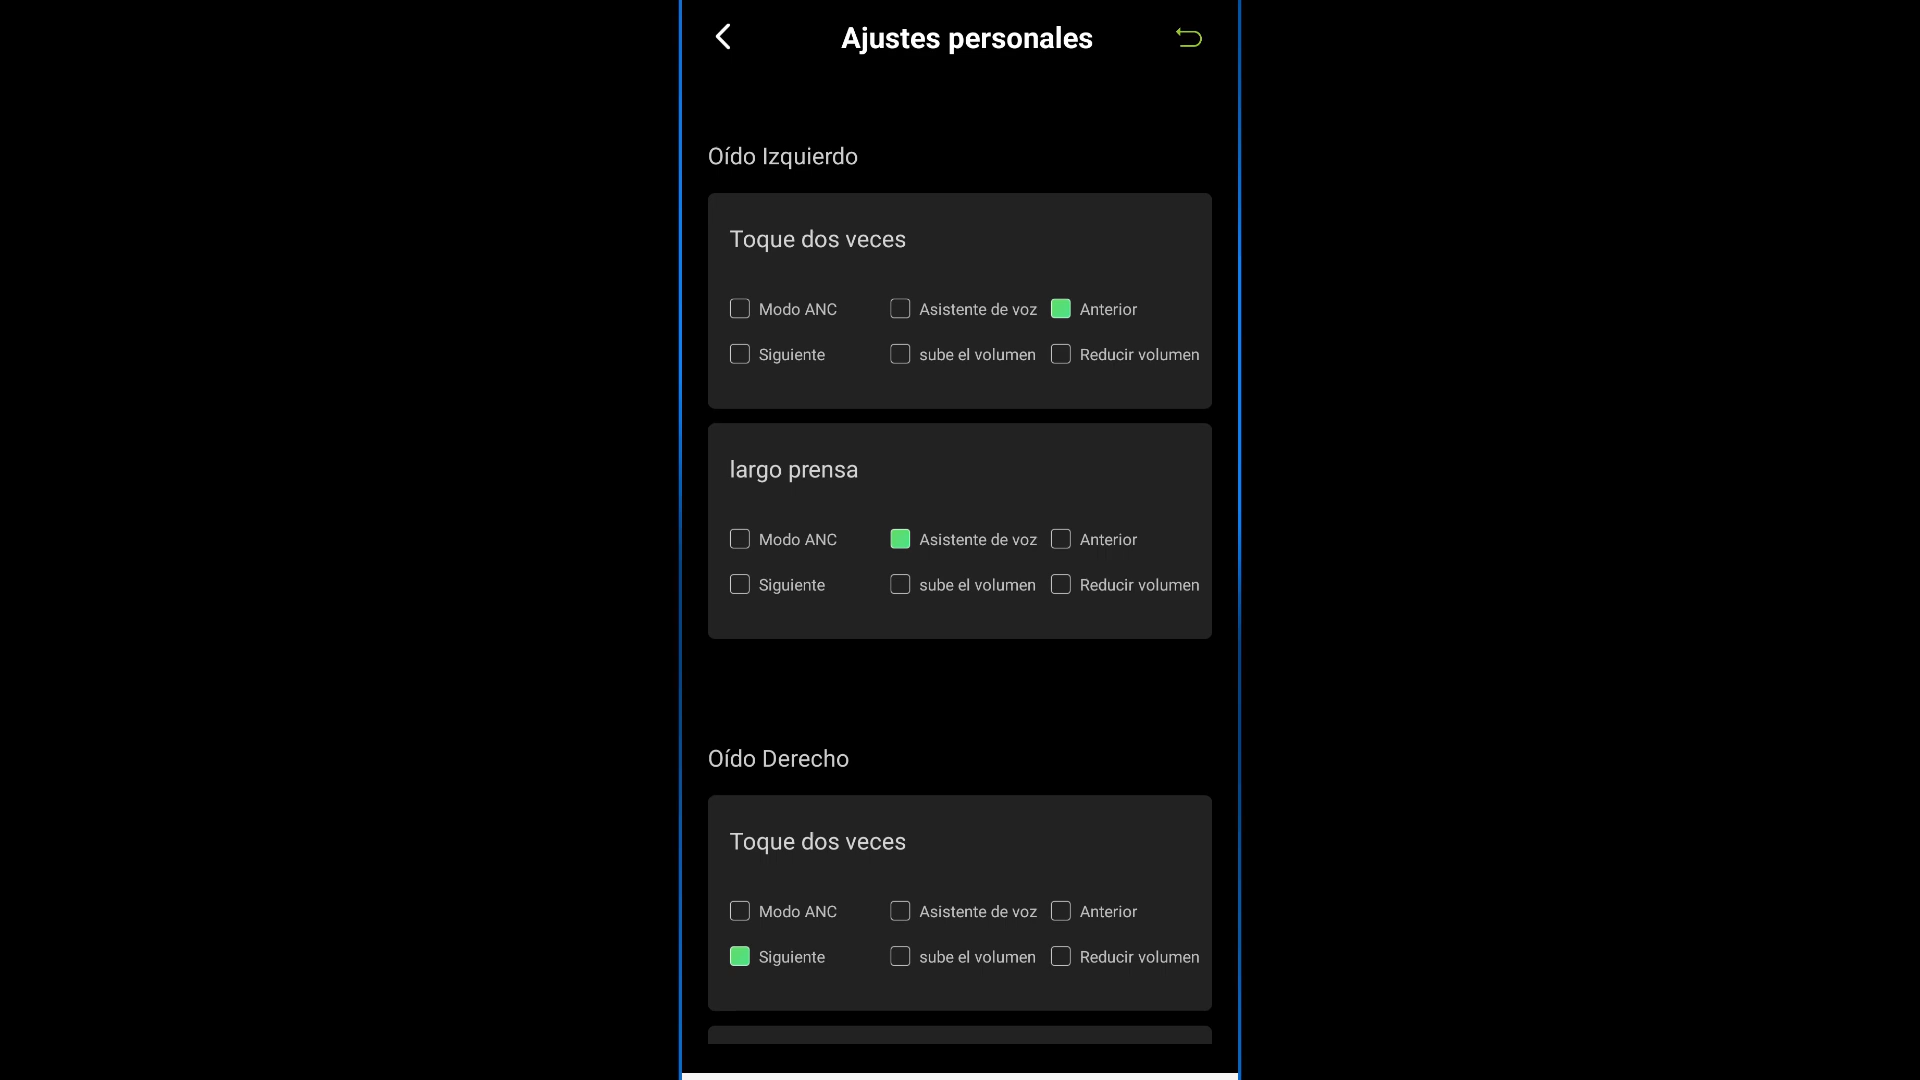 Ajustes personales
Oído Izquierdo
Toque dos veces
Modo ANC Asistente de voz Anterior
Siguiente sube el volumen Reducir volumen
largo prensa
Modo ANC Asistente de voz Anterior
Siguiente sube el volumen Reducir volumen
Oído Derecho
Toque dos veces
Modo ANC Asistente de voz Anterior
Siguiente sube el volumen Reducir volumen